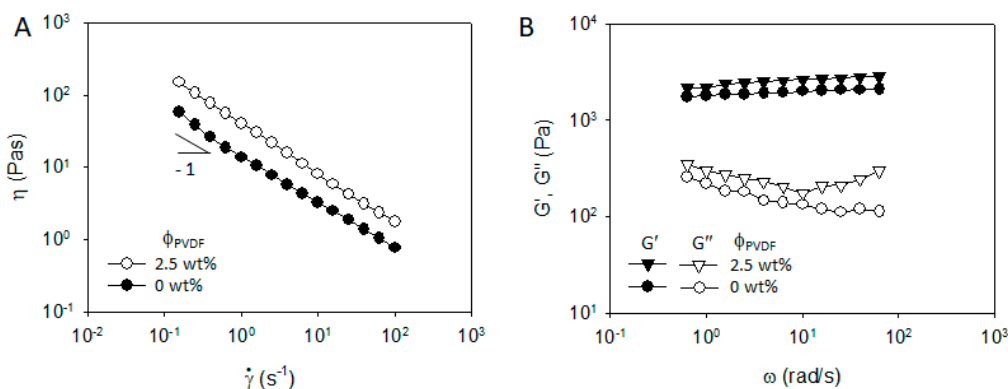 A
10³
10²
10¹
10⁰
10⁻¹
η (Pas)
-1
ϕPVDF
2.5 wt%
0 wt%
10⁻² 10⁻¹ 10⁰ 10¹ 10² 10³
γ̇ (s⁻¹)
B
10⁴
10³
10²
10¹
G', G'' (Pa)
G' G'' ϕPVDF
2.5 wt%
0 wt%
10⁻¹ 10⁰ 10¹ 10² 10³
ω (rad/s)